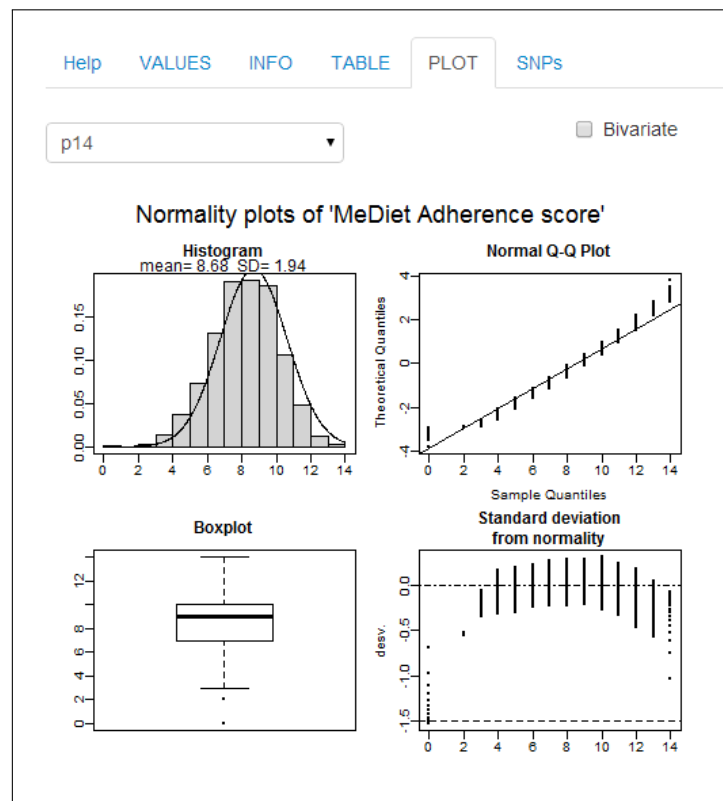 Help VALUES INFO TABLE PLOT SNPs
p14
Bivariate
Normality plots of 'MeDiet Adherence score'
Histogram
mean= 8.68 SD= 1.94
0.00 0.05 0.10 0.15
0 2 4 6 8 10 12 14
Normal Q-Q Plot
Theoretical Quantiles
-4 -2 0 2 4
0 2 4 6 8 10 12 14
Sample Quantiles
Boxplot
0 2 4 6 8 12
Standard deviation
from normality
desv.
-1.5 -1.0 -0.5 0.0
0 2 4 6 8 10 12 14